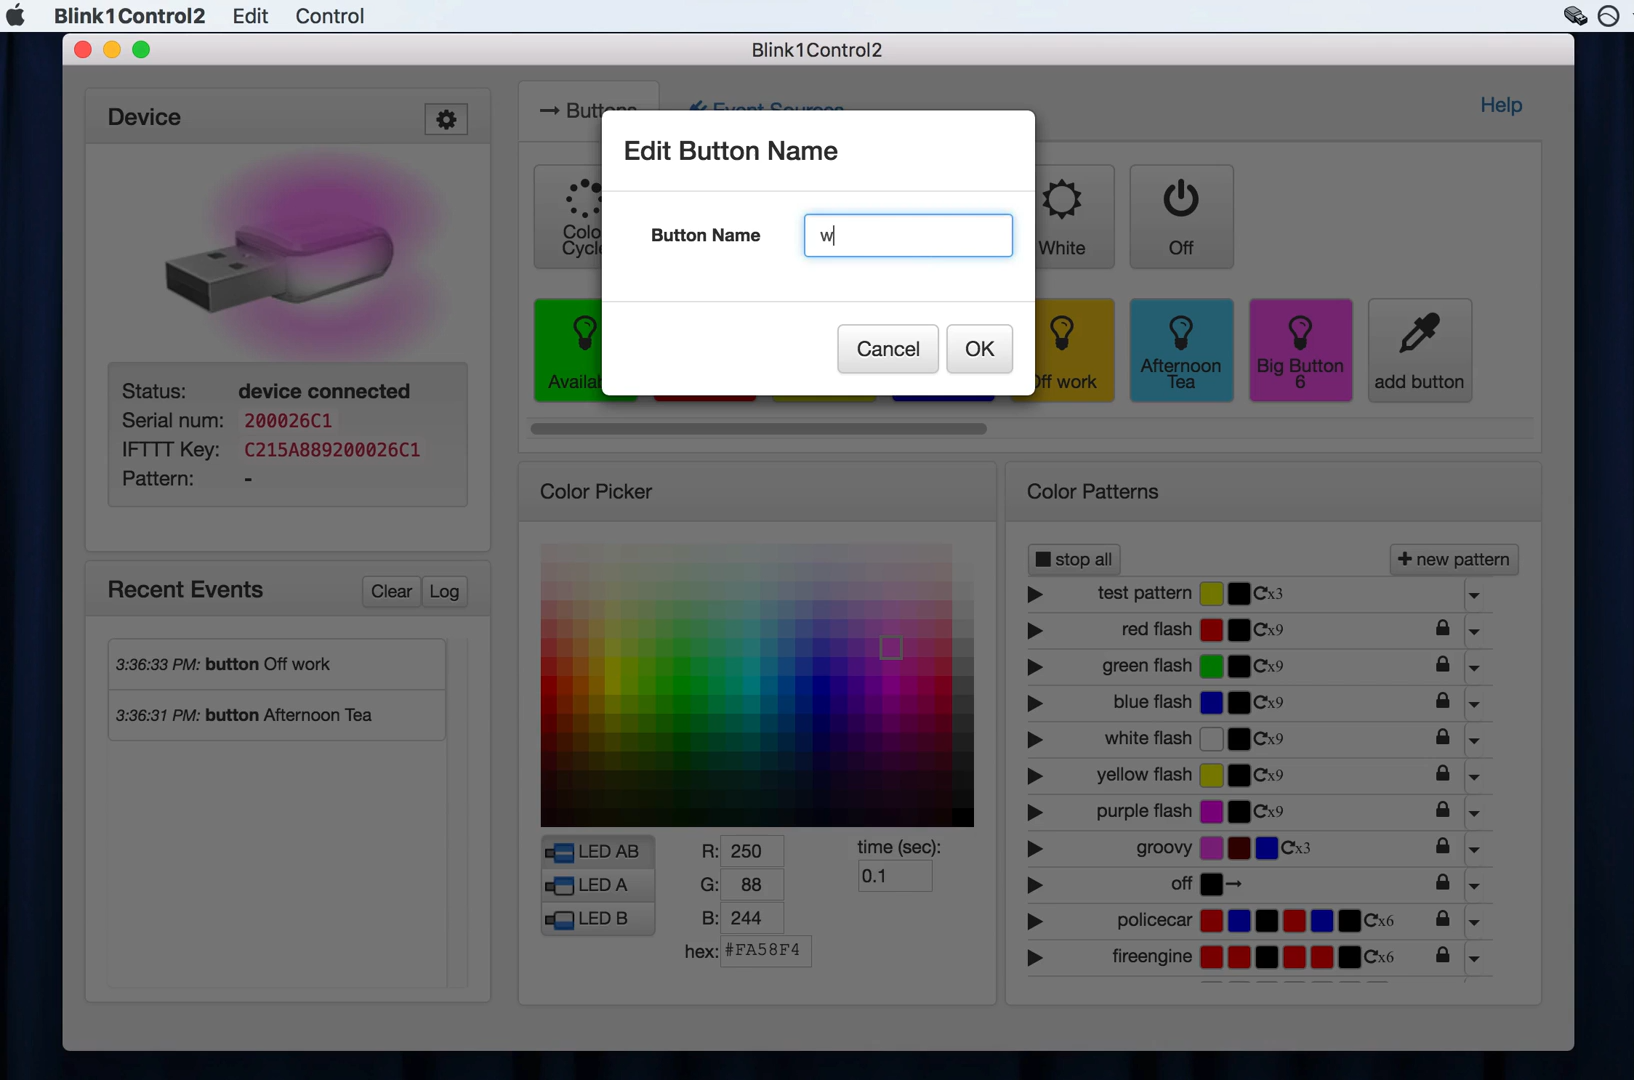 Blink1Control2 Edit Control
Blink1Control2
Device
Buttons
Event Sources
Help
Edit Button Name
Button Name
w
Cancel
OK
White
Off
Off work
Afternoon
Tea
Big Button
6
add button
Status: device connected
Serial num: 200026C1
IFTTT Key: C215A889200026C1
Pattern: -
Recent Events
Clear
Log
3:36:33 PM: button Off work
3:36:31 PM: button Afternoon Tea
Color Picker
LED AB
LED A
LED B
R: 250
G: 88
B: 244
hex: #FA58F4
time (sec):
0.1
Color Patterns
stop all
+ new pattern
test pattern x3
red flash x9
green flash x9
blue flash x9
white flash x9
yellow flash x9
purple flash x9
groovy x3
off
policecar x6
fireengine x6